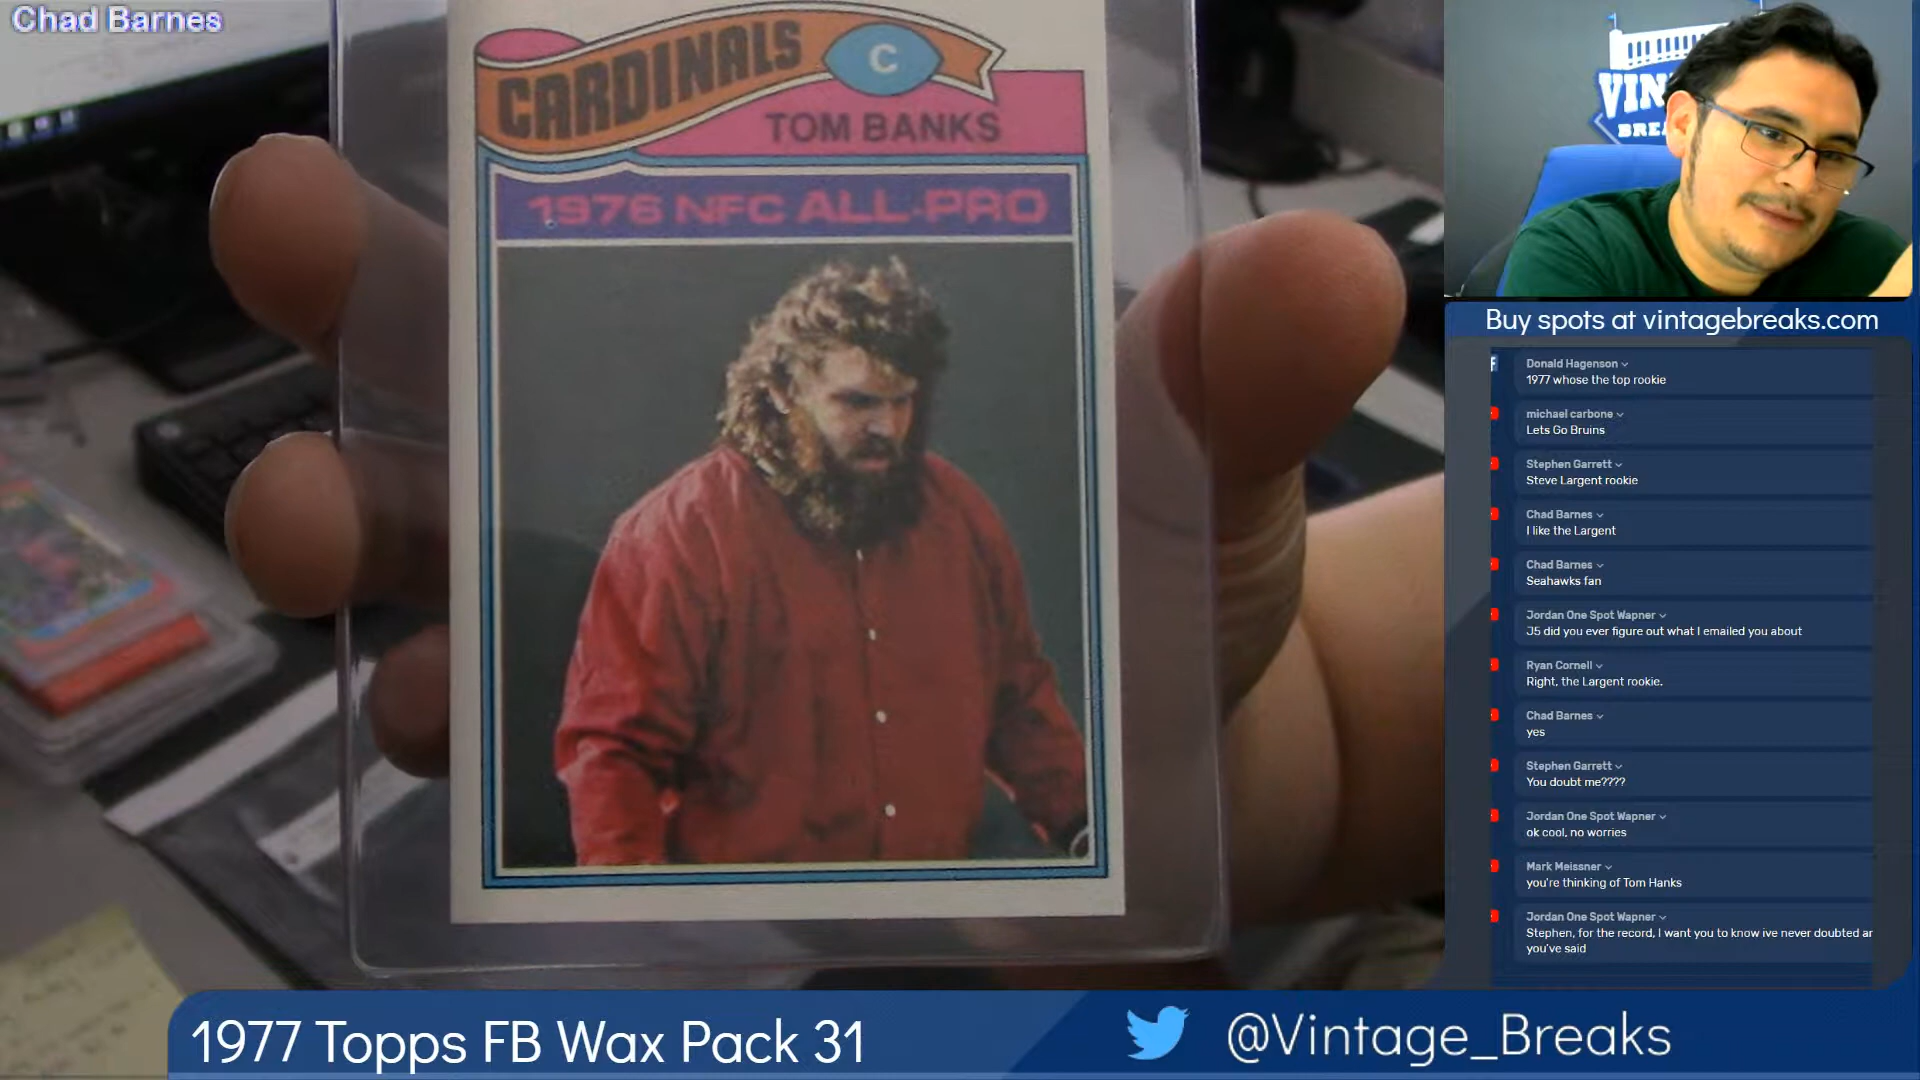 Chad Barnes
CARDINALS
C
TOM BANKS
1976 NFC ALL-PRO
VIN
BREA
Buy spots at vintagebreaks.com
Donald Hagenson
1977 whose the top rookie
michael carbone
Lets Go Bruins
Stephen Garrett
Steve Largent rookie
Chad Barnes
I like the Largent
Chad Barnes
Seahawks fan
Jordan One Spot Wapner
J5 did you ever figure out what I emailed you about
Ryan Cornell
Right, the Largent rookie.
Chad Barnes
yes
Stephen Garrett
You doubt me????
Jordan One Spot Wapner
ok cool, no worries
Mark Meissner
you're thinking of Tom Hanks
Jordan One Spot Wapner
Stephen, for the record, I want you to know ive never doubted ar
you've said
1977 Topps FB Wax Pack 31
@Vintage_Breaks